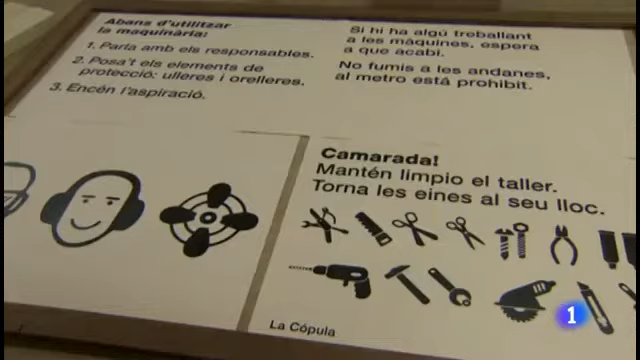 Abans d'utilitzar
la maquinària:
1. Parla amb els responsables.
2. Posa't els elements de
protecció: ulleres i orelleres.
3. Encén l'aspiració.
Si hi ha algú treballant
a les màquines, espera
a que acabi.
No fumis a les andanes,
al metro está prohibit.
Camarada!
Mantén limpio el taller.
Torna les eines al seu lloc.
La Cópula
1